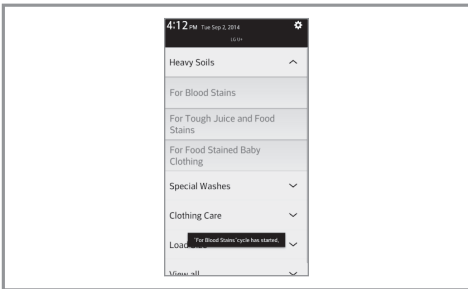 4:12 PM Tue Sep 2, 2014
LG U+
Heavy Soils
For Blood Stains
For Tough Juice and Food
Stains
For Food Stained Baby
Clothing
Special Washes
Clothing Care
"For Blood Stains" cycle has started,
View all